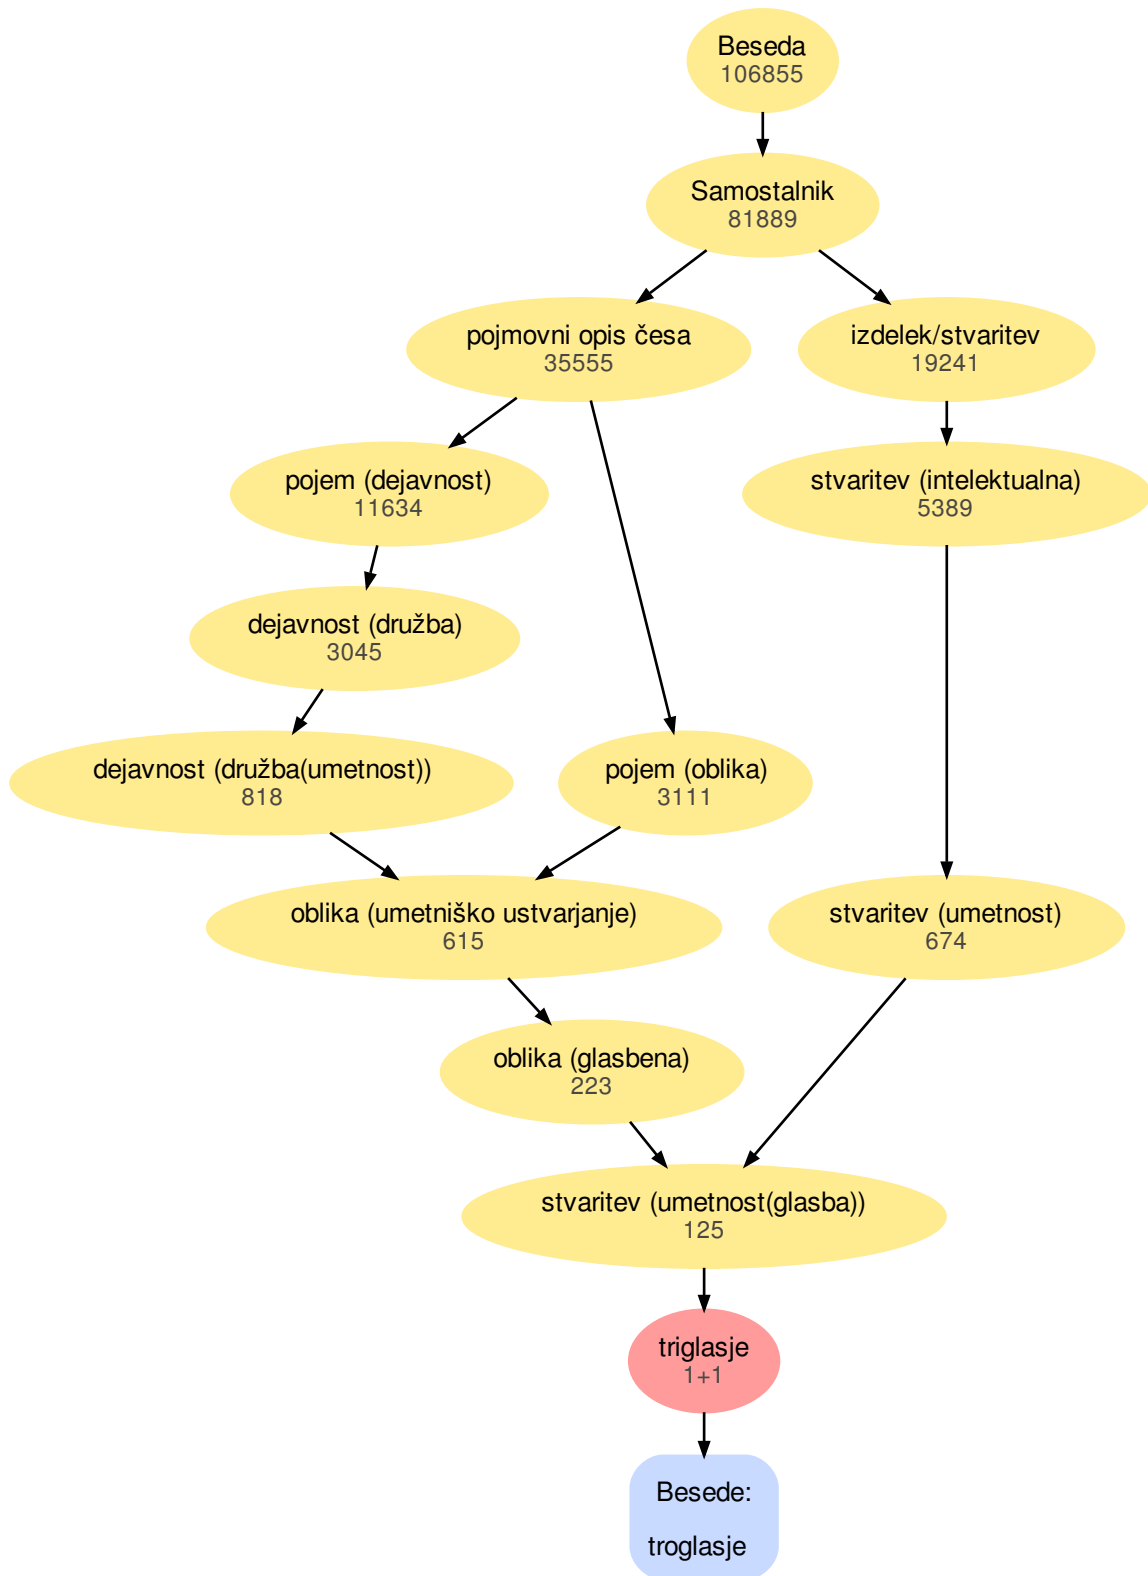 Beseda
106855
Samostalnik
81889
pojmovni opis česa
35555
izdelek/stvaritev
19241
pojem (dejavnost)
11634
stvaritev (intelektualna)
5389
dejavnost (družba)
3045
dejavnost (družba(umetnost))
818
pojem (oblika)
3111
oblika (umetniško ustvarjanje)
615
stvaritev (umetnost)
674
oblika (glasbena)
223
stvaritev (umetnost(glasba))
125
triglasje
1+1
Besede:
troglasje